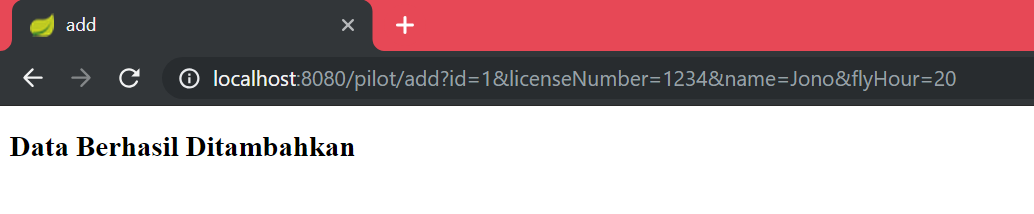 add
localhost:8080/pilot/add?id=1&licenseNumber=1234&name=Jono&flyHour=20
Data Berhasil Ditambahkan